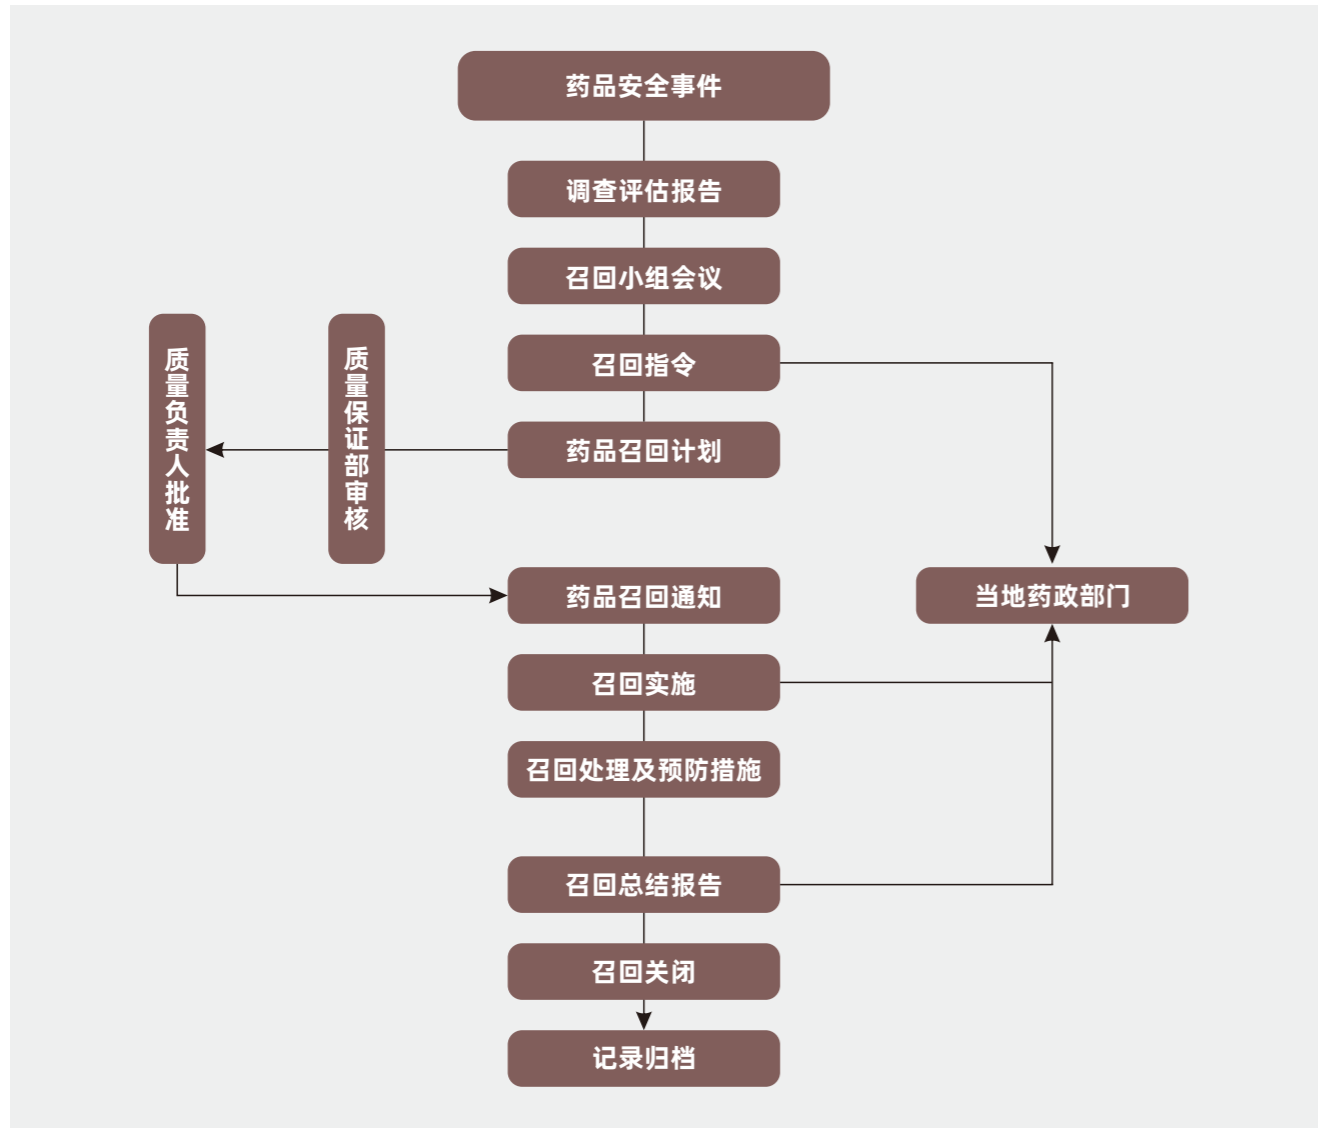 药品安全事件
调查评估报告
召回小组会议
召回指令
药品召回计划
质量保证部审核
质量负责人批准
药品召回通知
当地药政部门
召回实施
召回处理及预防措施
召回总结报告
召回关闭
记录归档